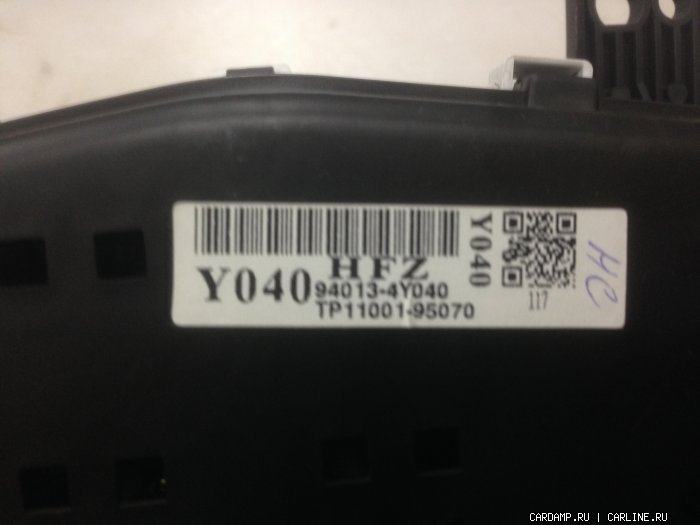 HFZ
Y040
94013-4Y040
TP11001-95070
Y040
117
HC
CARDAMP.RU | CARLINE.RU